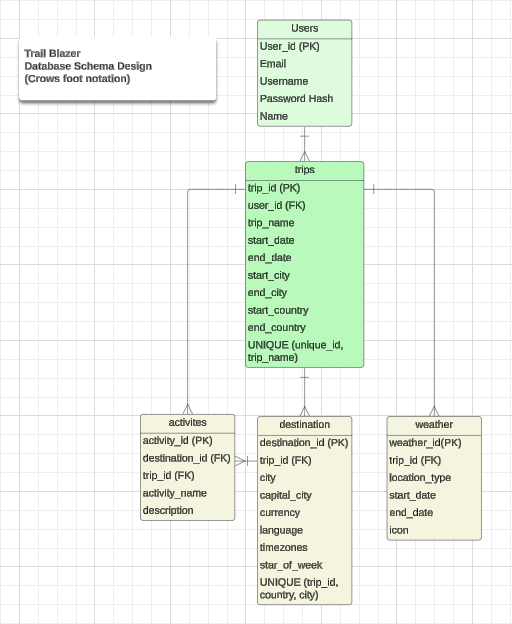 Trail Blazer
Database Schema Design
(Crows foot notation)
Users
User_id (PK)
Email
Username
Password Hash
Name
trips
trip_id (PK)
user_id (FK)
trip_name
start_date
end_date
start_city
end_city
start_country
end_country
UNIQUE (unique_id,
trip_name)
activites
activity_id (PK)
destination_id (FK)
trip_id (FK)
activity_name
description
destination
destination_id (PK)
trip_id (FK)
city
capital_city
currency
language
timezones
star_of_week
UNIQUE (trip_id,
country, city)
weather
weather_id(PK)
trip_id (FK)
location_type
start_date
end_date
icon